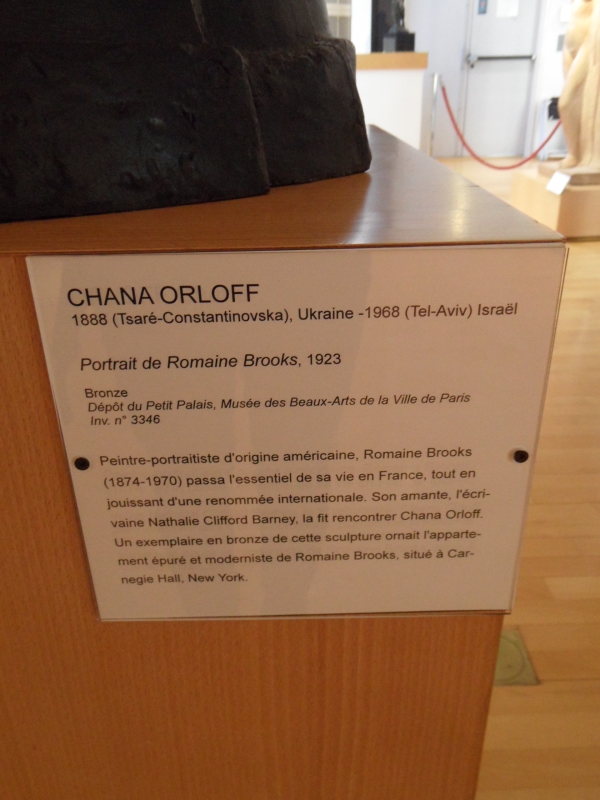 CHANA ORLOFF
1888 (Tsaré-Constantinovska), Ukraine -1968 (Tel-Aviv) Israël
Portrait de Romaine Brooks, 1923
Bronze
Dépôt du Petit Palais, Musée des Beaux-Arts de la Ville de Paris
Inv. n° 3346
Peintre-portraitiste d'origine américaine, Romaine Brooks
(1874-1970) passa l'essentiel de sa vie en France, tout en
jouissant d'une renommée internationale. Son amante, l'écri-
vaine Nathalie Clifford Barney, la fit rencontrer Chana Orloff.
Un exemplaire en bronze de cette sculpture ornait l'apparte-
ment épuré et moderniste de Romaine Brooks, situé à Car-
negie Hall, New York.